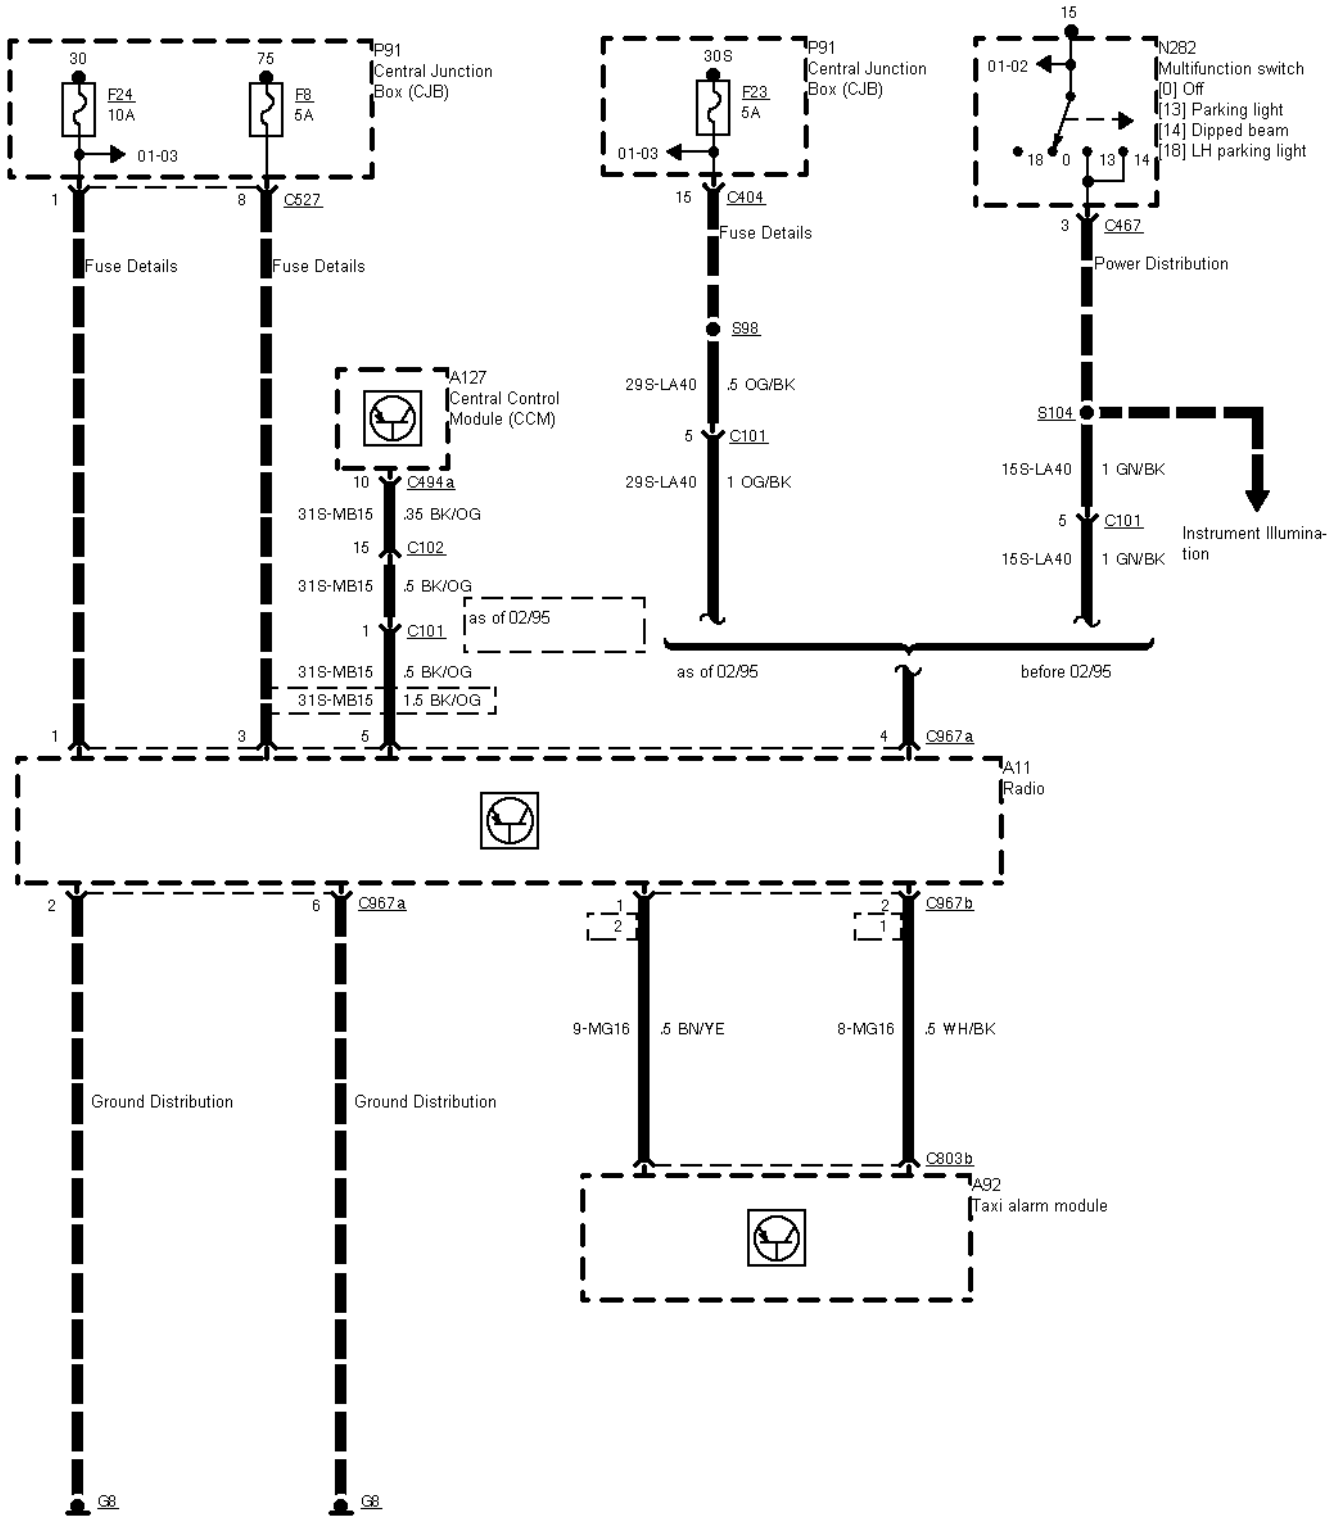 15
30
75
P91
Central Junction
Box (CJB)
F24
10A
F8
5A
01-03
1
8
C527
Fuse Details
Fuse Details
30S
P91
Central Junction
Box (CJB)
F23
5A
01-03
15
C404
Fuse Details
S98
29S-LA40
.5 OG/BK
5
C101
29S-LA40
1 OG/BK
01-02
N282
Multifunction switch
[0] Off
[13] Parking light
[14] Dipped beam
[18] LH parking light
18
0
13
14
3
C467
Power Distribution
S104
15S-LA40
1 GN/BK
5
C101
15S-LA40
1 GN/BK
Instrument Illumina-
tion
A127
Central Control
Module (CCM)
10
C494a
31S-MB15
.35 BK/OG
15
C102
31S-MB15
.5 BK/OG
as of 02/95
1
C101
31S-MB15
.5 BK/OG
31S-MB15
1.5 BK/OG
as of 02/95
before 02/95
1
3
5
4
C967a
A11
Radio
2
6
C967a
1
2
2
1
C967b
9-MG16
.5 BN/YE
8-MG16
.5 WH/BK
Ground Distribution
Ground Distribution
C803b
A92
Taxi alarm module
G8
G8